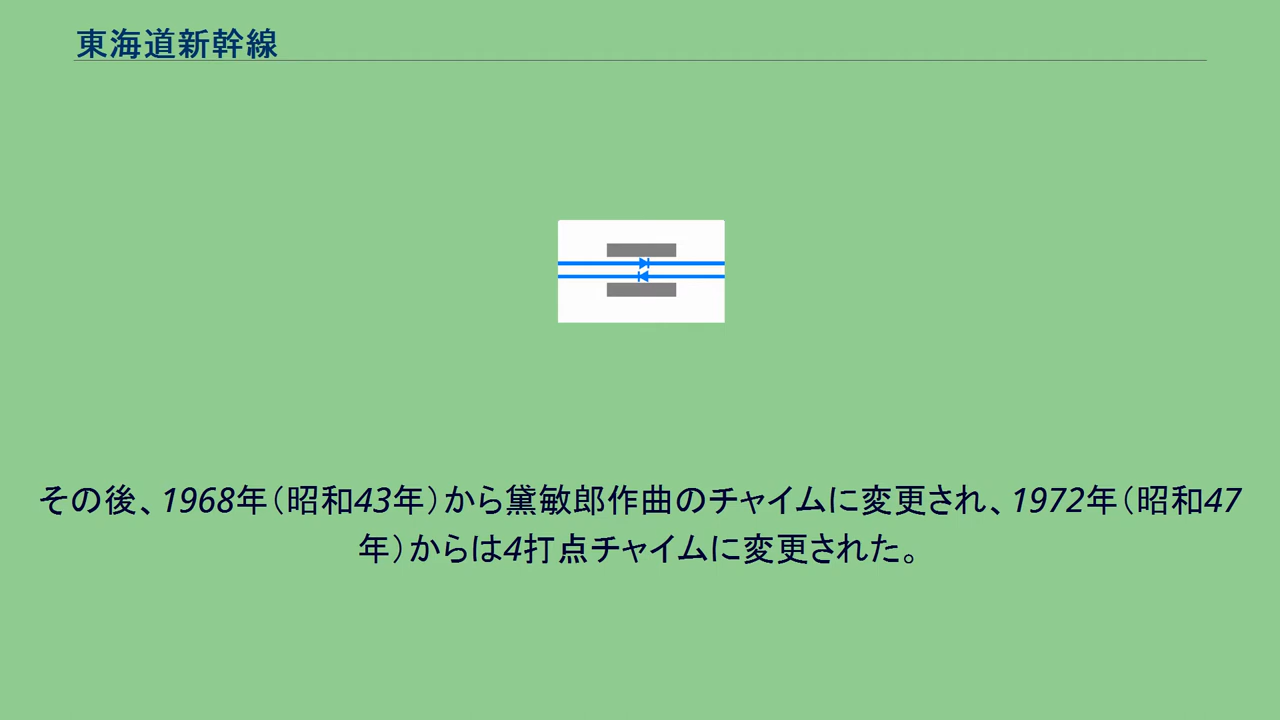 東海道新幹線
その後、1968年（昭和43年）から黛敏郎作曲のチャイムに変更され、1972年（昭和47
年）からは4打点チャイムに変更された。